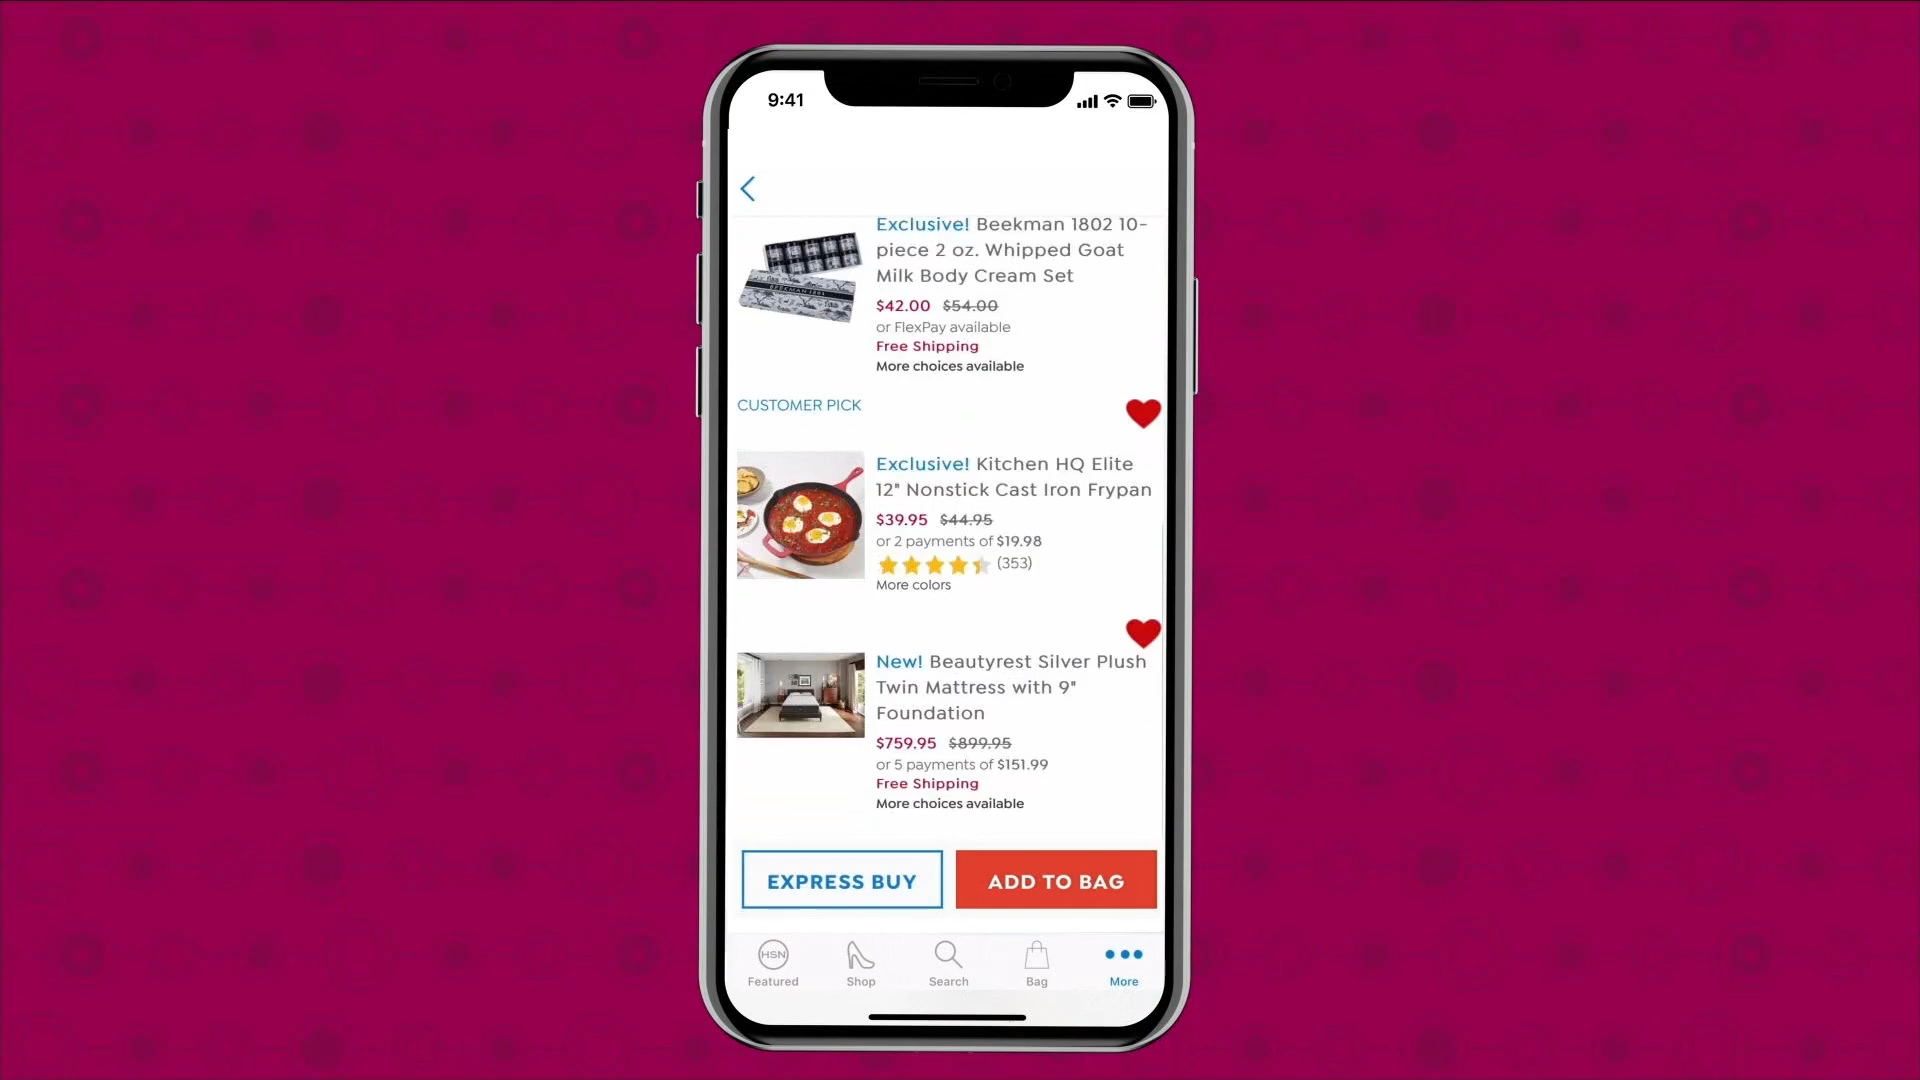 9:41
Exclusive! Beekman 1802 10-
piece 2 oz. Whipped Goat
Milk Body Cream Set
$42.00 $54.00
or FlexPay available
Free Shipping
More choices available
BEEKMAN 1802
CUSTOMER PICK
Exclusive! Kitchen HQ Elite
12" Nonstick Cast Iron Frypan
$39.95 $44.95
or 2 payments of $19.98
(353)
More colors
New! Beautyrest Silver Plush
Twin Mattress with 9"
Foundation
$759.95 $899.95
or 5 payments of $151.99
Free Shipping
More choices available
EXPRESS BUY ADD TO BAG
HSN
Featured Shop Search Bag More